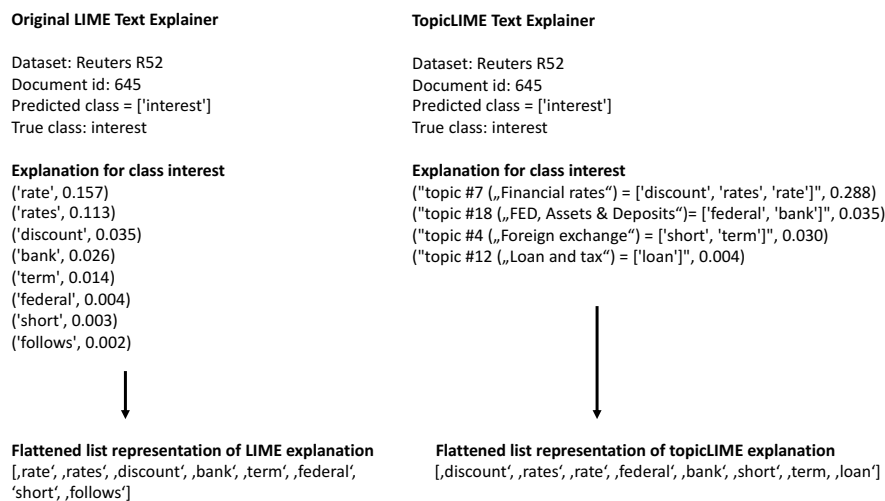 Original LIME Text Explainer
Dataset: Reuters R52
Document id: 645
Predicted class = ['interest']
True class: interest
Explanation for class interest
('rate', 0.157)
('rates', 0.113)
('discount', 0.035)
('bank', 0.026)
('term', 0.014)
('federal', 0.004)
('short', 0.003)
('follows', 0.002)
Flattened list representation of LIME explanation
[‚rate‘, ‚rates‘, ‚discount‘, ‚bank‘, ‚term‘, ‚federal‘,
‘short‘, ‚follows‘]
TopicLIME Text Explainer
Dataset: Reuters R52
Document id: 645
Predicted class = ['interest']
True class: interest
Explanation for class interest
("topic #7 („Financial rates“) = ['discount', 'rates', 'rate']", 0.288)
("topic #18 („FED, Assets & Deposits“)= ['federal', 'bank']", 0.035)
("topic #4 („Foreign exchange“) = ['short', 'term']", 0.030)
("topic #12 („Loan and tax“) = ['loan']", 0.004)
Flattened list representation of topicLIME explanation
[‚discount‘, ‚rates‘, ‚rate‘, ‚federal‘, ‚bank‘, ‚short‘, ‚term, ‚loan‘]